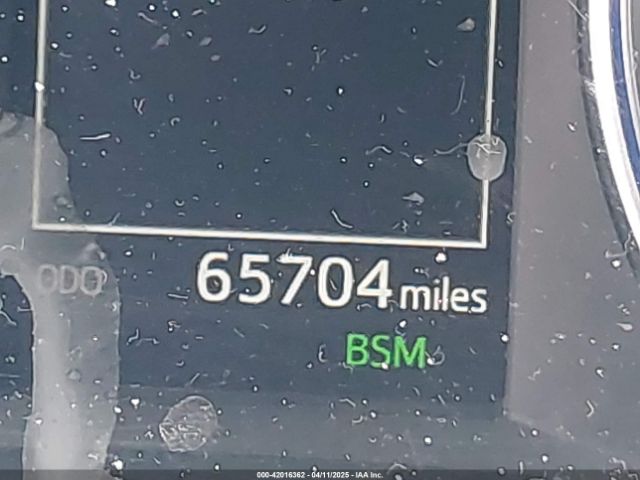 ODO 65704 miles
BSM
000-42016362 - 04/11/2025 - IAA Inc.